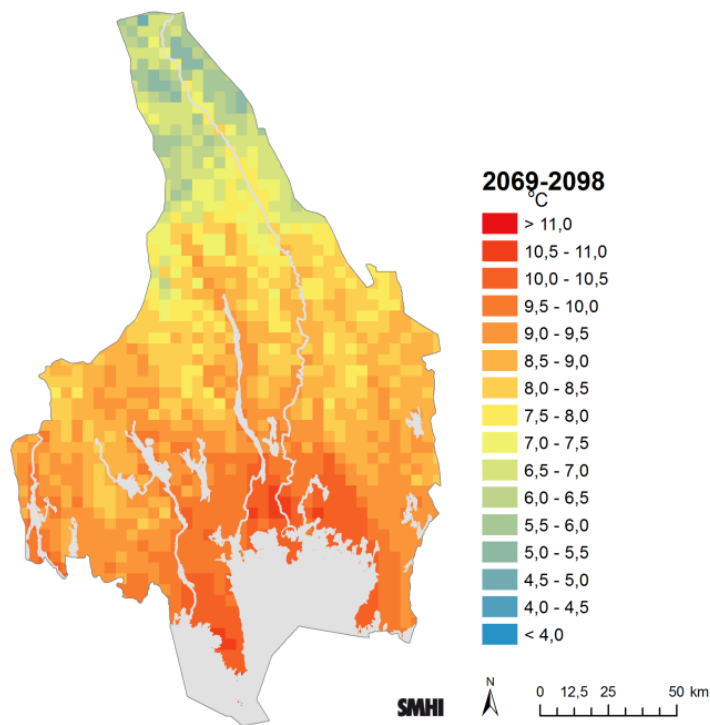 2069-2098
°C
> 11,0
10,5 - 11,0
10,0 - 10,5
9,5 - 10,0
9,0 - 9,5
8,5 - 9,0
8,0 - 8,5
7,5 - 8,0
7,0 - 7,5
6,5 - 7,0
6,0 - 6,5
5,5 - 6,0
5,0 - 5,5
4,5 - 5,0
4,0 - 4,5
< 4,0
SMHI
N
0 12,5 25 50 km